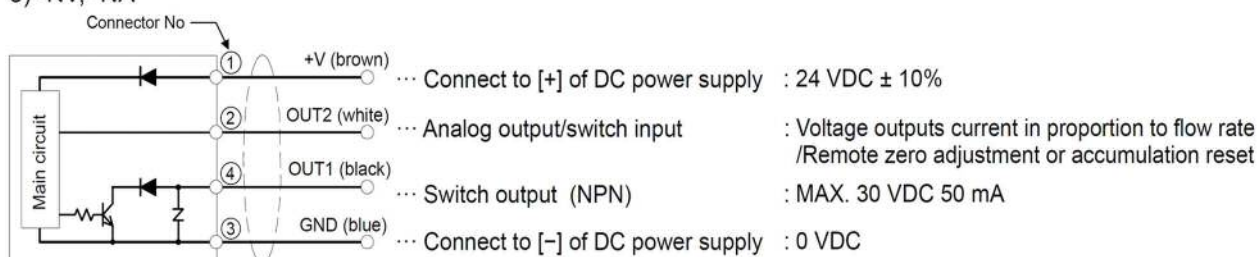 Connector No
① +V (brown) ··· Connect to [+] of DC power supply : 24 VDC ± 10%
② OUT2 (white) ··· Analog output/switch input : Voltage outputs current in proportion to flow rate
/Remote zero adjustment or accumulation reset
④ OUT1 (black) ··· Switch output (NPN) : MAX. 30 VDC 50 mA
③ GND (blue) ··· Connect to [−] of DC power supply : 0 VDC
Main circuit